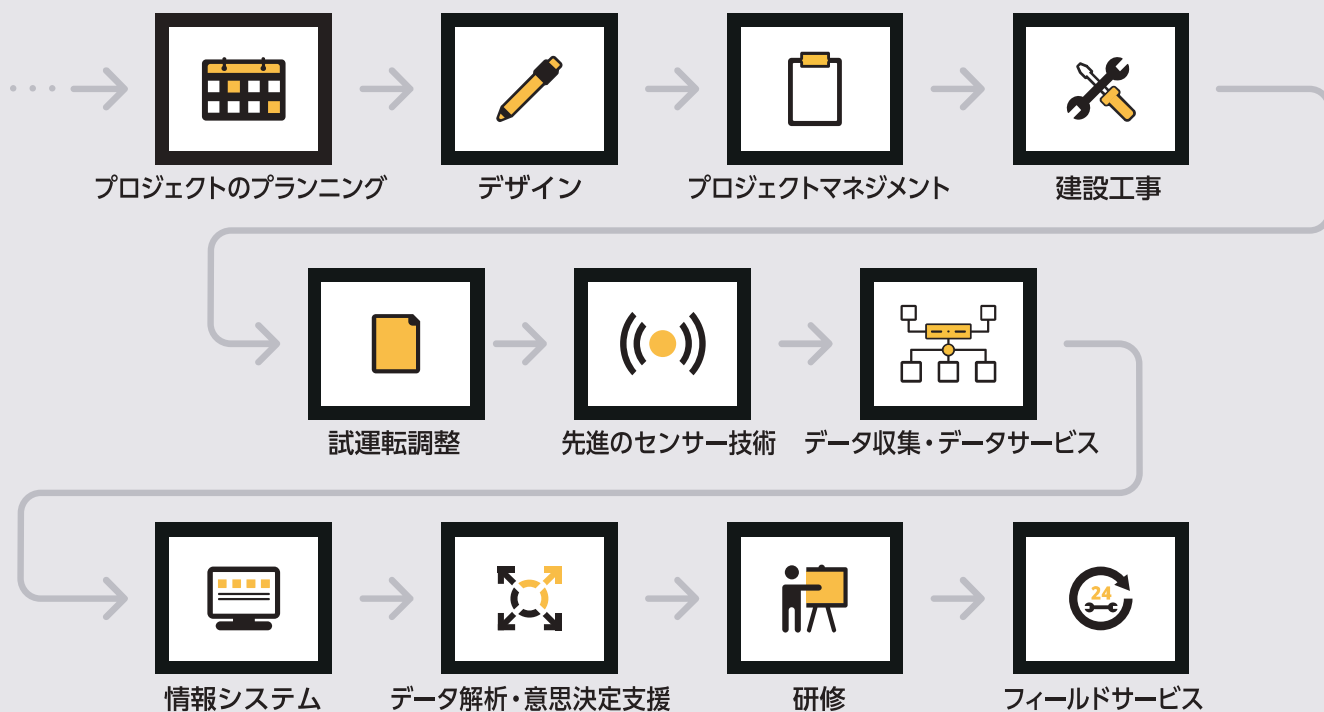 プロジェクトのプランニング
デザイン
プロジェクトマネジメント
建設工事
試運転調整
先進のセンサー技術
データ収集・データサービス
情報システム
データ解析・意思決定支援
研修
24
フィールドサービス